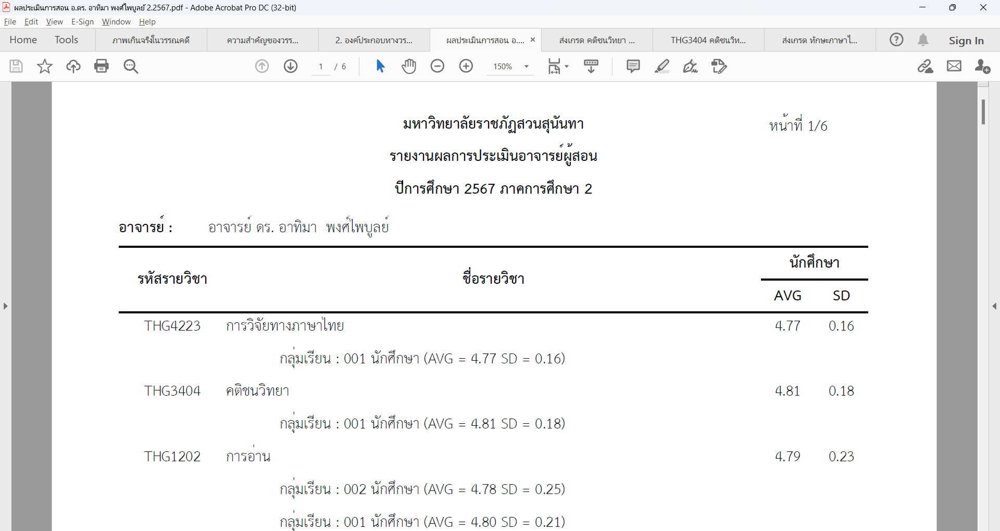 ผลประเมินการสอน อ.ดร. อาทิมา พงศ์ไพบูลย์ 2.2567.pdf - Adobe Acrobat Pro DC (32-bit)
File Edit View E-Sign Window Help
Home Tools ภาพเกินจริงในวรรณคดี ความสำคัญของวรร... 2. องค์ประกอบทางวร... ผลประเมินการสอน อ.... × ส่งเกรด คติชนวิทยา ... THG3404 คติชนวิท... ส่งเกรด ทักษะภาษาไ... Sign In
1 / 6 150%
มหาวิทยาลัยราชภัฏสวนสุนันทา หน้าที่ 1/6
รายงานผลการประเมินอาจารย์ผู้สอน
ปีการศึกษา 2567 ภาคการศึกษา 2
อาจารย์ : อาจารย์ ดร. อาทิมา พงศ์ไพบูลย์
รหัสรายวิชา ชื่อรายวิชา นักศึกษา
AVG SD
THG4223 การวิจัยทางภาษาไทย 4.77 0.16
กลุ่มเรียน : 001 นักศึกษา (AVG = 4.77 SD = 0.16)
THG3404 คติชนวิทยา 4.81 0.18
กลุ่มเรียน : 001 นักศึกษา (AVG = 4.81 SD = 0.18)
THG1202 การอ่าน 4.79 0.23
กลุ่มเรียน : 002 นักศึกษา (AVG = 4.78 SD = 0.25)
กลุ่มเรียน : 001 นักศึกษา (AVG = 4.80 SD = 0.21)